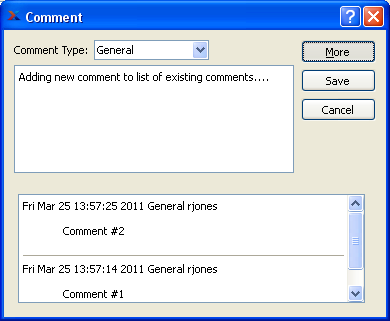 Comment
Comment Type: General
More
Adding new comment to list of existing comments....
Save
Cancel
Fri Mar 25 13:57:25 2011 General rjones
Comment #2
Fri Mar 25 13:57:14 2011 General rjones
Comment #1